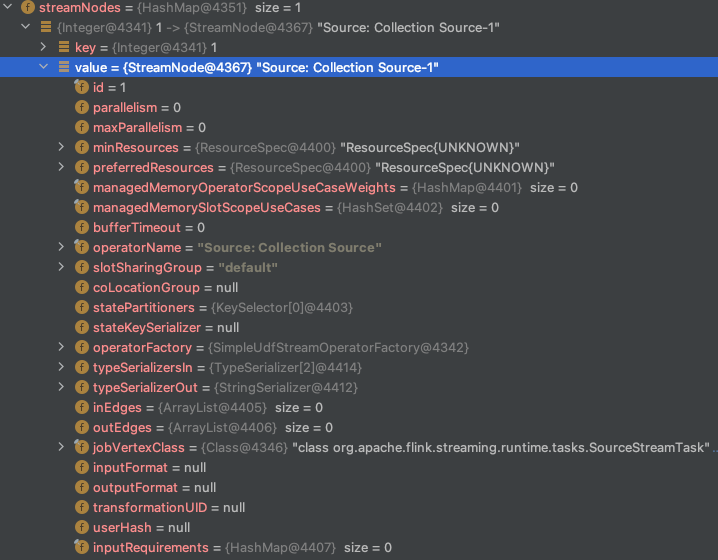 streamNodes = {HashMap@4351} size = 1
{Integer@4341} 1 -> {StreamNode@4367} "Source: Collection Source-1"
key = {Integer@4341} 1
value = {StreamNode@4367} "Source: Collection Source-1"
f id = 1
f parallelism = 0
f maxParallelism = 0
f minResources = {ResourceSpec@4400} "ResourceSpec{UNKNOWN}"
f preferredResources = {ResourceSpec@4400} "ResourceSpec{UNKNOWN}"
f managedMemoryOperatorScopeUseCaseWeights = {HashMap@4401} size = 0
f managedMemorySlotScopeUseCases = {HashSet@4402} size = 0
f bufferTimeout = 0
f operatorName = "Source: Collection Source"
f slotSharingGroup = "default"
f coLocationGroup = null
f statePartitioners = {KeySelector[0]@4403}
f stateKeySerializer = null
f operatorFactory = {SimpleUdfStreamOperatorFactory@4342}
f typeSerializersIn = {TypeSerializer[2]@4414}
f typeSerializerOut = {StringSerializer@4412}
f inEdges = {ArrayList@4405} size = 0
f outEdges = {ArrayList@4406} size = 0
f jobVertexClass = {Class@4346} "class org.apache.flink.streaming.runtime.tasks.SourceStreamTask" ..
f inputFormat = null
f outputFormat = null
f transformationUID = null
f userHash = null
f inputRequirements = {HashMap@4407} size = 0